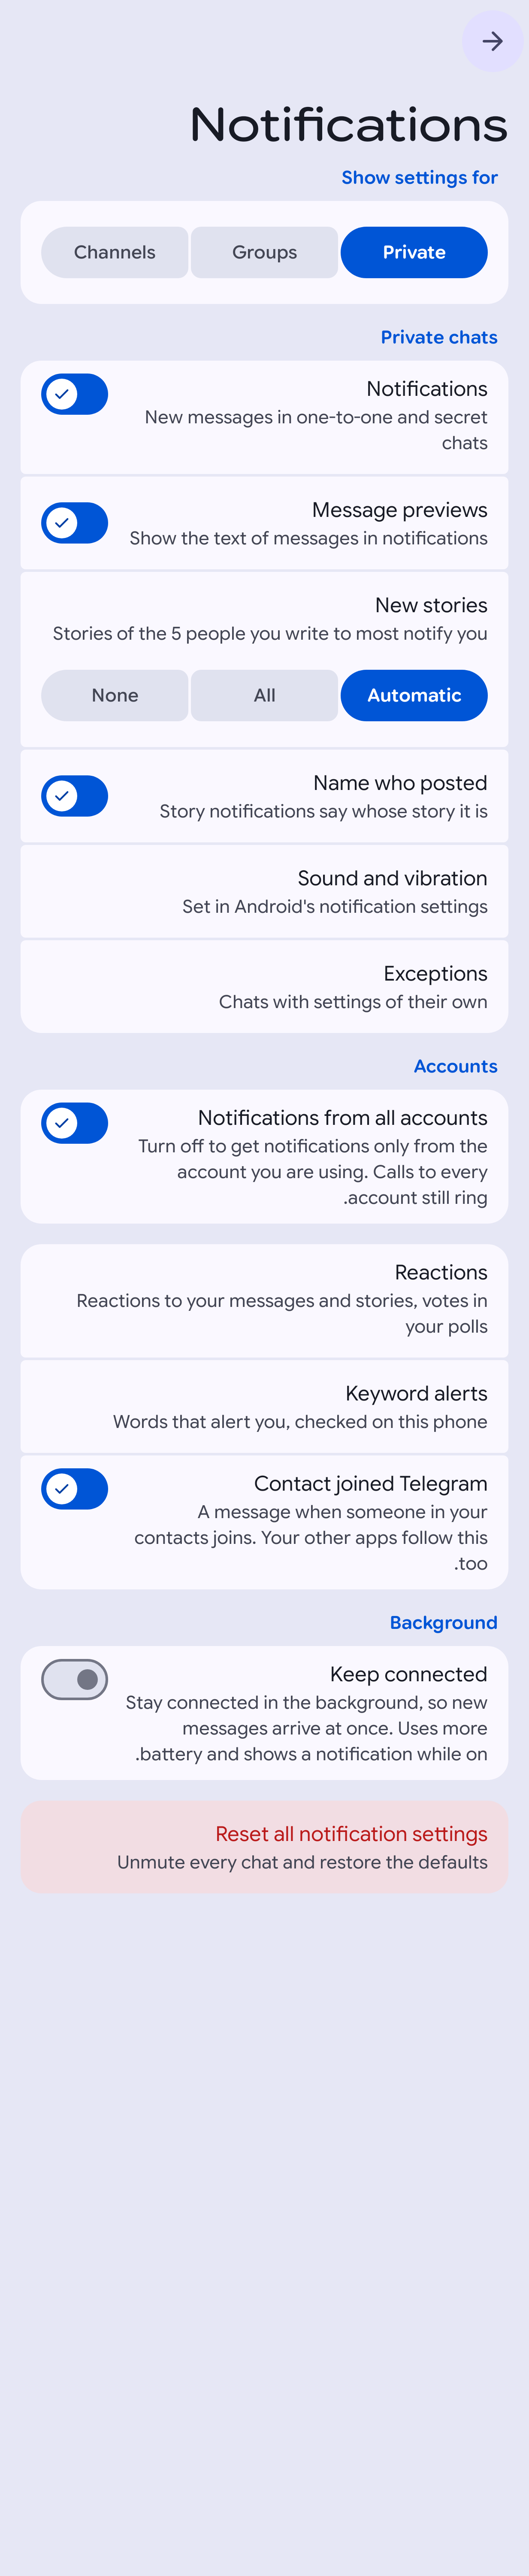 Notifications
Show settings for
Private
Groups
Channels
Private chats
Notifications
New messages in one-to-one and secret
chats
Message previews
Show the text of messages in notifications
New stories
Stories of the 5 people you write to most notify you
Automatic
All
None
Name who posted
Story notifications say whose story it is
Sound and vibration
Set in Android's notification settings
Exceptions
Chats with settings of their own
Accounts
Notifications from all accounts
Turn off to get notifications only from the
account you are using. Calls to every
.account still ring
Reactions
Reactions to your messages and stories, votes in
your polls
Keyword alerts
Words that alert you, checked on this phone
Contact joined Telegram
A message when someone in your
contacts joins. Your other apps follow this
.too
Background
Keep connected
Stay connected in the background, so new
messages arrive at once. Uses more
.battery and shows a notification while on
Reset all notification settings
Unmute every chat and restore the defaults